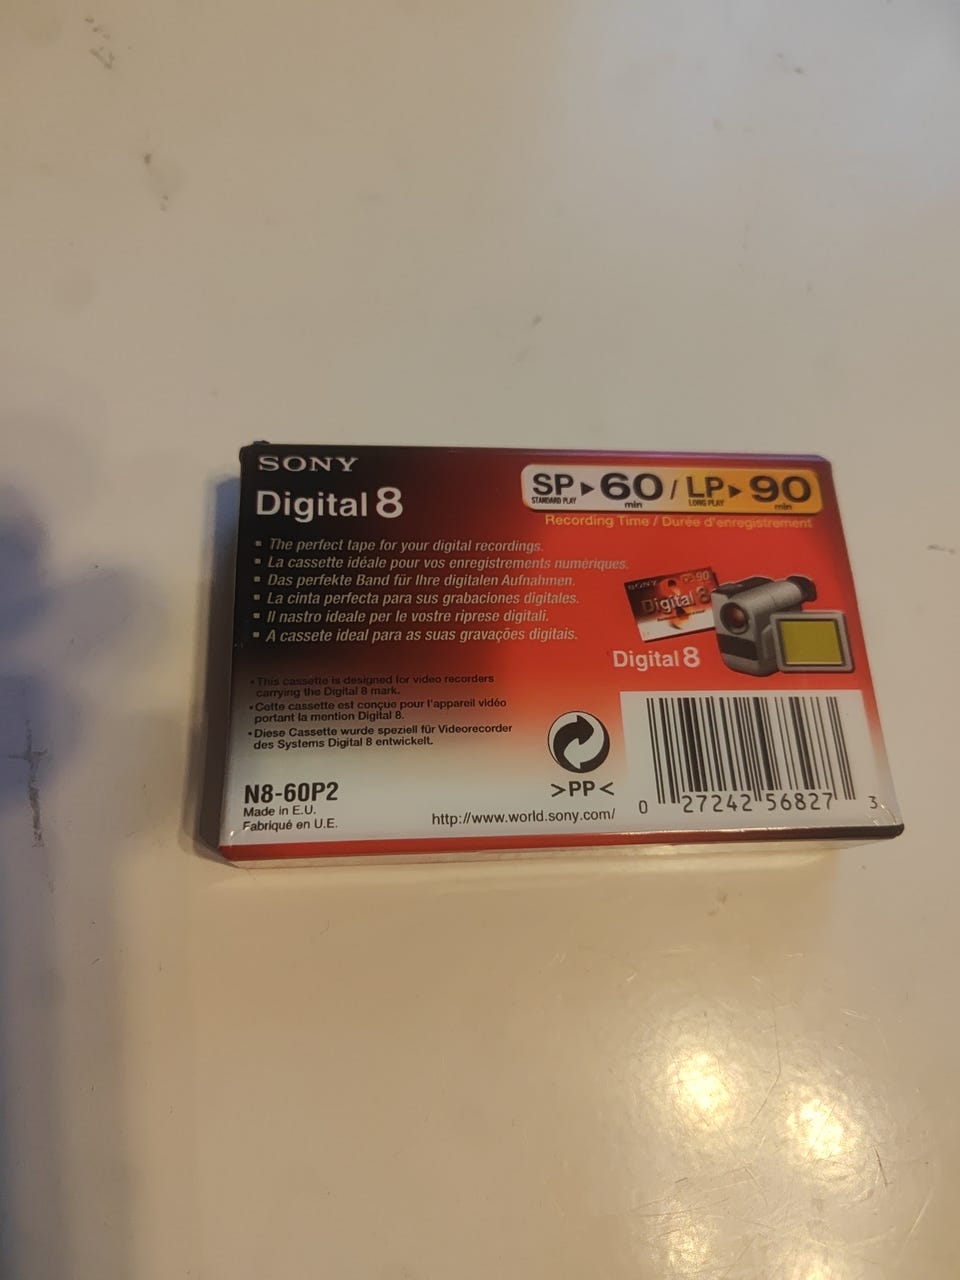 SONY
Digital 8
SP ▶ 60 / LP ▶ 90
STANDARD PLAY min LONG PLAY min
Recording Time / Durée d'enregistrement
▪ The perfect tape for your digital recordings.
▪ La cassette idéale pour vos enregistrements numériques.
▪ Das perfekte Band für Ihre digitalen Aufnahmen.
▪ La cinta perfecta para sus grabaciones digitales.
▪ Il nastro ideale per le vostre riprese digitali.
▪ A cassete ideal para as suas gravações digitais.
SONY
90
Digital 8
Digital 8
• This cassette is designed for video recorders
carrying the Digital 8 mark.
• Cette cassette est conçue pour l'appareil vidéo
portant la mention Digital 8.
• Diese Cassette wurde speziell für Videorecorder
des Systems Digital 8 entwickelt.
N8-60P2
Made in E.U.
Fabriqué en U.E.
>PP<
http://www.world.sony.com/
0 27242 56827 3